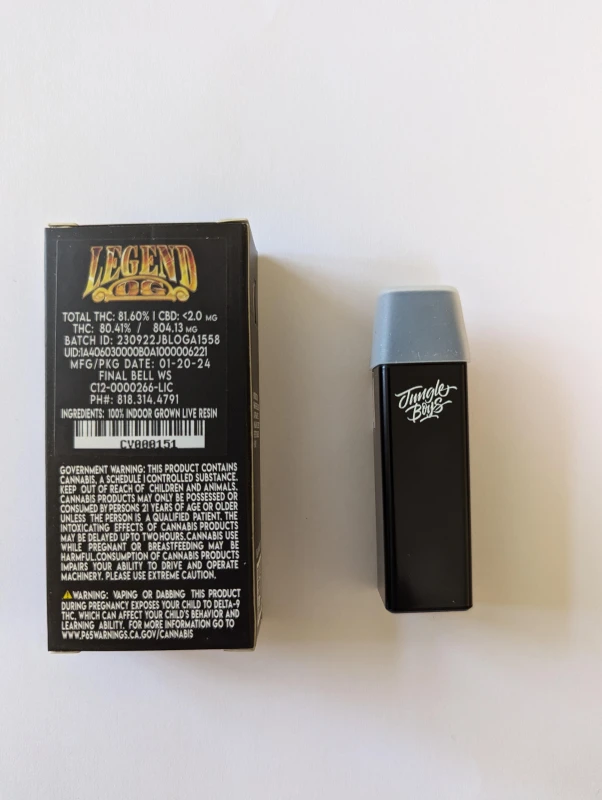 LEGEND
OG
TOTAL THC: 81.60% | CBD: <2.0 MG
THC: 80.41% / 804.13 MG
BATCH ID: 230922JBLOGA1558
UID:1A406030000B0A1000006221
MFG/PKG DATE: 01-20-24
FINAL BELL WS
C12-0000266-LIC
PH#: 818.314.4791
INGREDIENTS: 100% INDOOR GROWN LIVE RESIN
CV000151
GOVERNMENT WARNING: THIS PRODUCT CONTAINS
CANNABIS, A SCHEDULE I CONTROLLED SUBSTANCE.
KEEP OUT OF REACH OF CHILDREN AND ANIMALS.
CANNABIS PRODUCTS MAY ONLY BE POSSESSED OR
CONSUMED BY PERSONS 21 YEARS OF AGE OR OLDER
UNLESS THE PERSON IS A QUALIFIED PATIENT. THE
INTOXICATING EFFECTS OF CANNABIS PRODUCTS
MAY BE DELAYED UP TO TWO HOURS.CANNABIS USE
WHILE PREGNANT OR BREASTFEEDING MAY BE
HARMFUL.CONSUMPTION OF CANNABIS PRODUCTS
IMPAIRS YOUR ABILITY TO DRIVE AND OPERATE
MACHINERY. PLEASE USE EXTREME CAUTION.
WARNING: VAPING OR DABBING THIS PRODUCT
DURING PREGNANCY EXPOSES YOUR CHILD TO DELTA-9
THC, WHICH CAN AFFECT YOUR CHILD'S BEHAVIOR AND
LEARNING ABILITY. FOR MORE INFORMATION GO TO
WWW.P65WARNINGS.CA.GOV/CANNABIS
Jungle
Boys